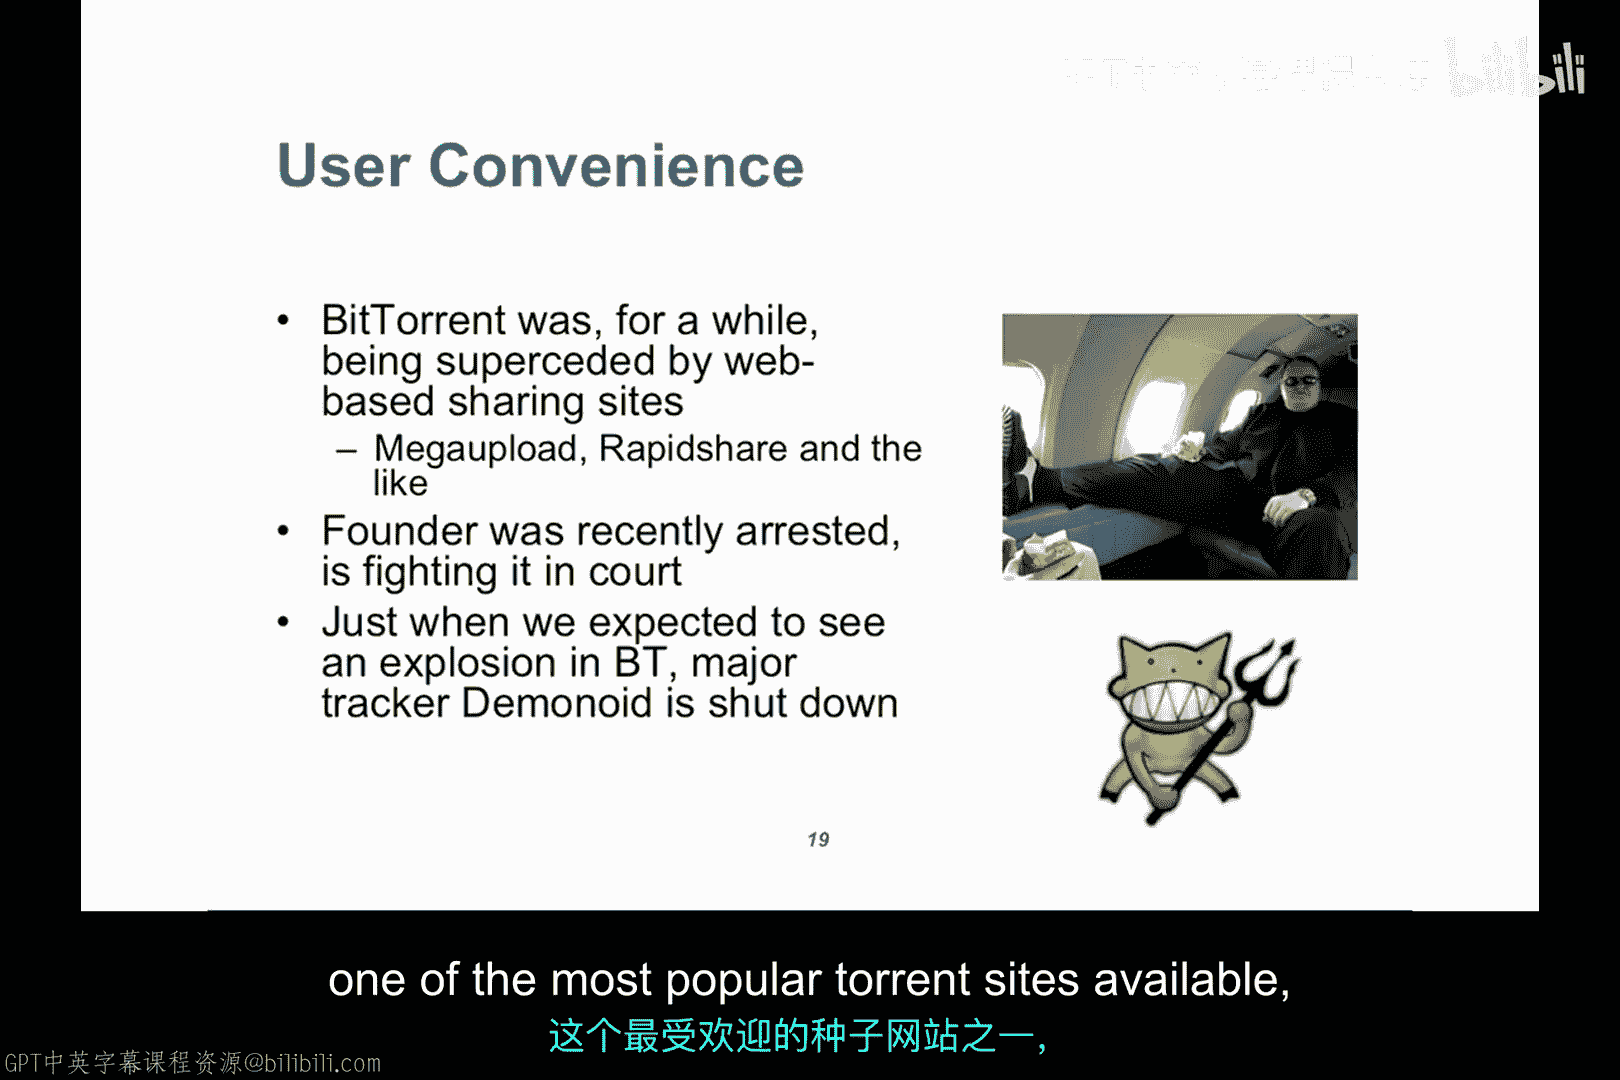 bilibili
User Convenience
• BitTorrent was, for a while,
being superceded by web-
based sharing sites
– Megaupload, Rapidshare and the
like
• Founder was recently arrested,
is fighting it in court
• Just when we expected to see
an explosion in BT, major
tracker Demonoid is shut down
19
one of the most popular torrent sites available,
这个最受欢迎的种子网站之一，
GPT中英字幕课程资源@bilibili.com